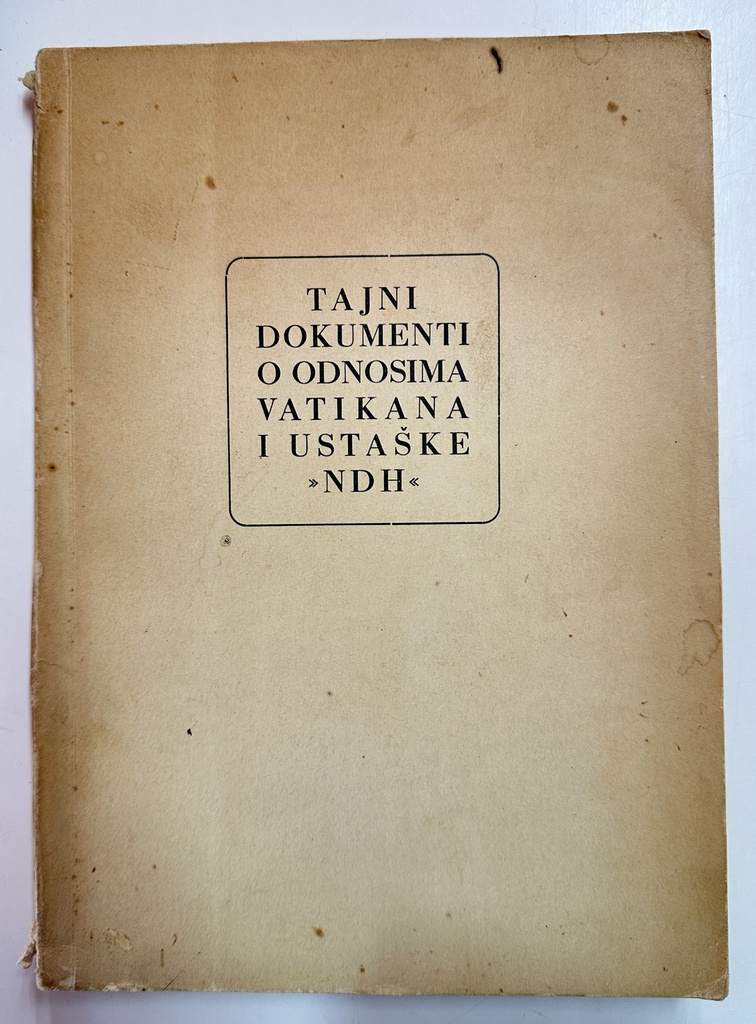 TAJNI
DOKUMENTI
O ODNOSIMA
VATIKANA
I USTAŠKE
»NDH«